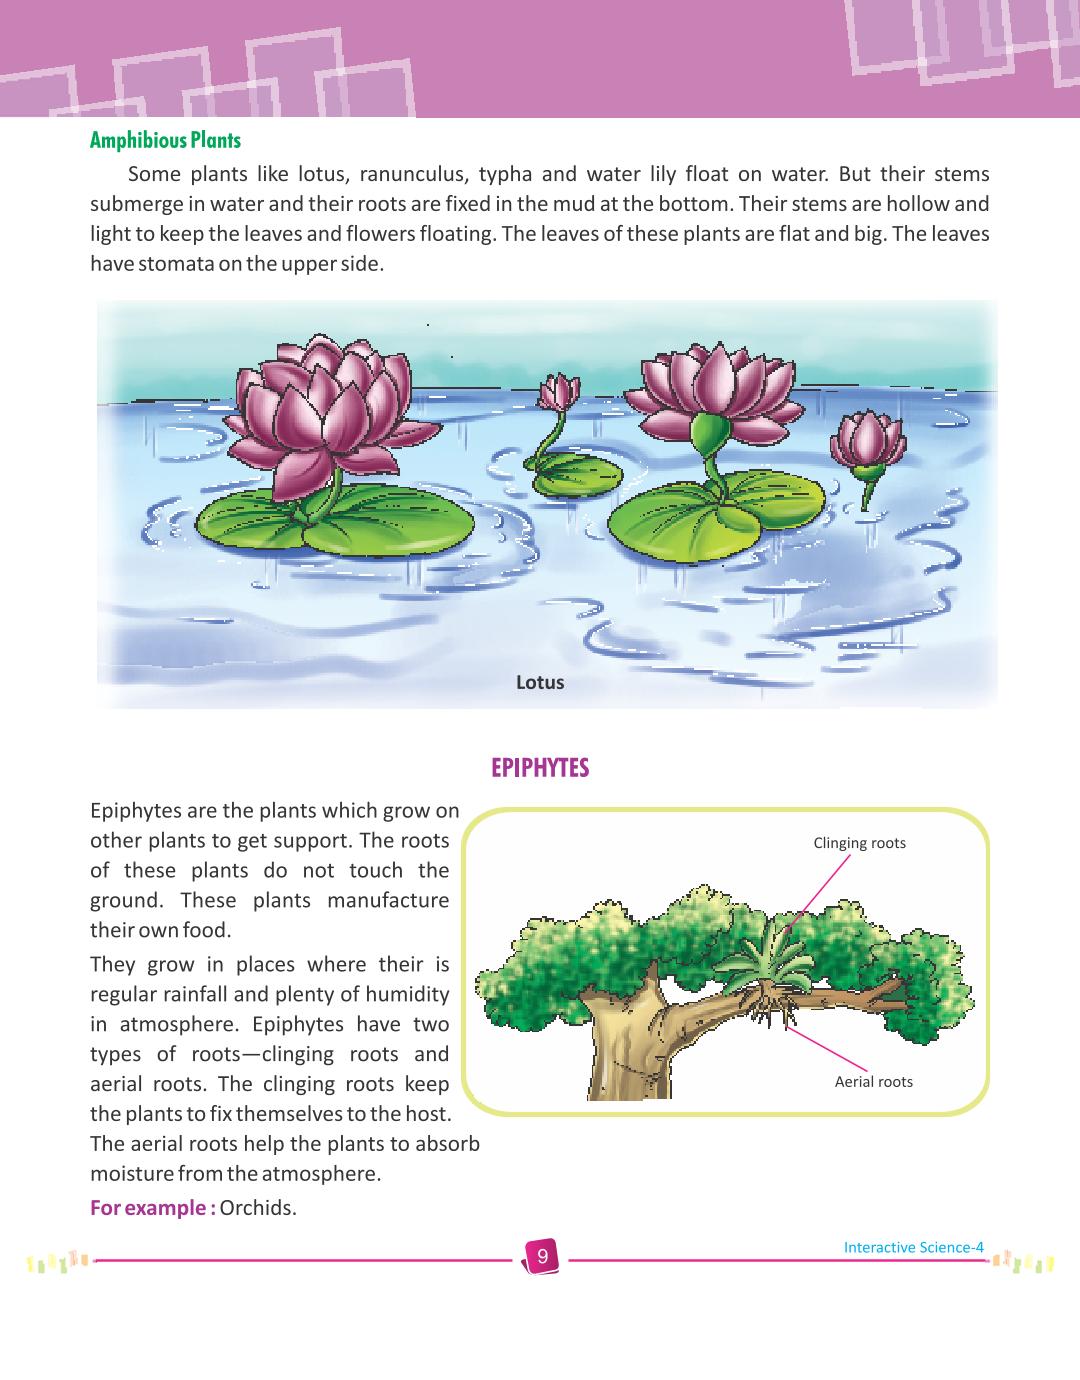 Amphibious Plants
Some plants like lotus, ranunculus, typha and water lily float on water. But their stems
submerge in water and their roots are fixed in the mud at the bottom. Their stems are hollow and
light to keep the leaves and flowers floating. The leaves of these plants are flat and big. The leaves
have stomata on the upper side.
Lotus
EPIPHYTES
Epiphytes are the plants which grow on
other plants to get support. The roots
of these plants do not touch the
ground. These plants manufacture
their own food.
They grow in places where their is
regular rainfall and plenty of humidity
in atmosphere. Epiphytes have two
types of roots—clinging roots and
aerial roots. The clinging roots keep
the plants to fix themselves to the host.
The aerial roots help the plants to absorb
moisture from the atmosphere.
For example : Orchids.
Clinging roots
Aerial roots
9
Interactive Science-4